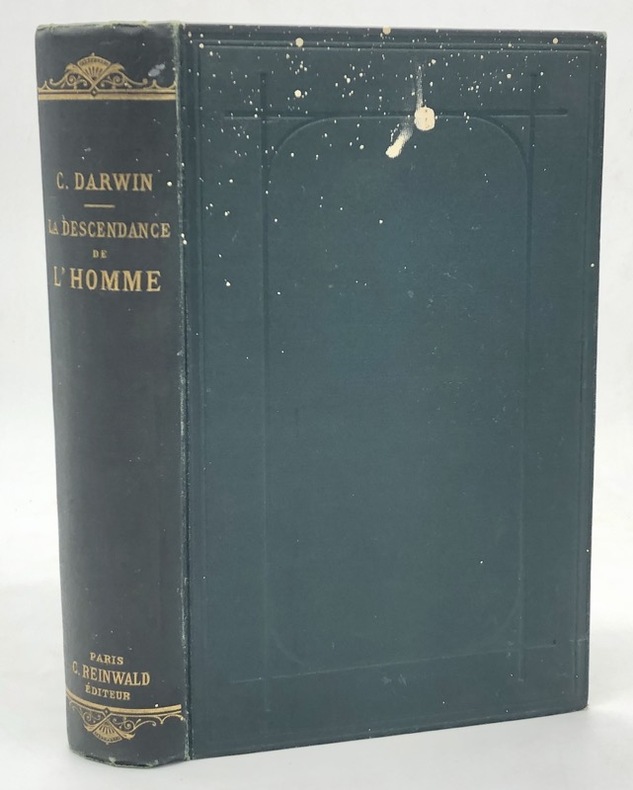 C. DARWIN
LA DESCENDANCE
DE
L'HOMME
PARIS
C. REINWALD
ÉDITEUR